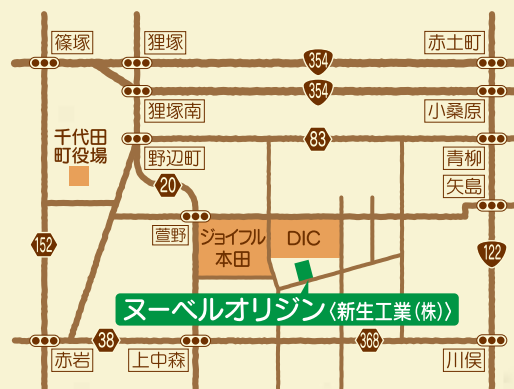 篠塚
狸塚
赤土町
354
354
狸塚南
小桑原
千代田
町役場
83
野辺町
青柳
20
矢島
152
萱野
ジョイフル
本田
DIC
122
ヌーベルオリジン〈新生工業(株)〉
38
368
赤岩
上中森
川俣